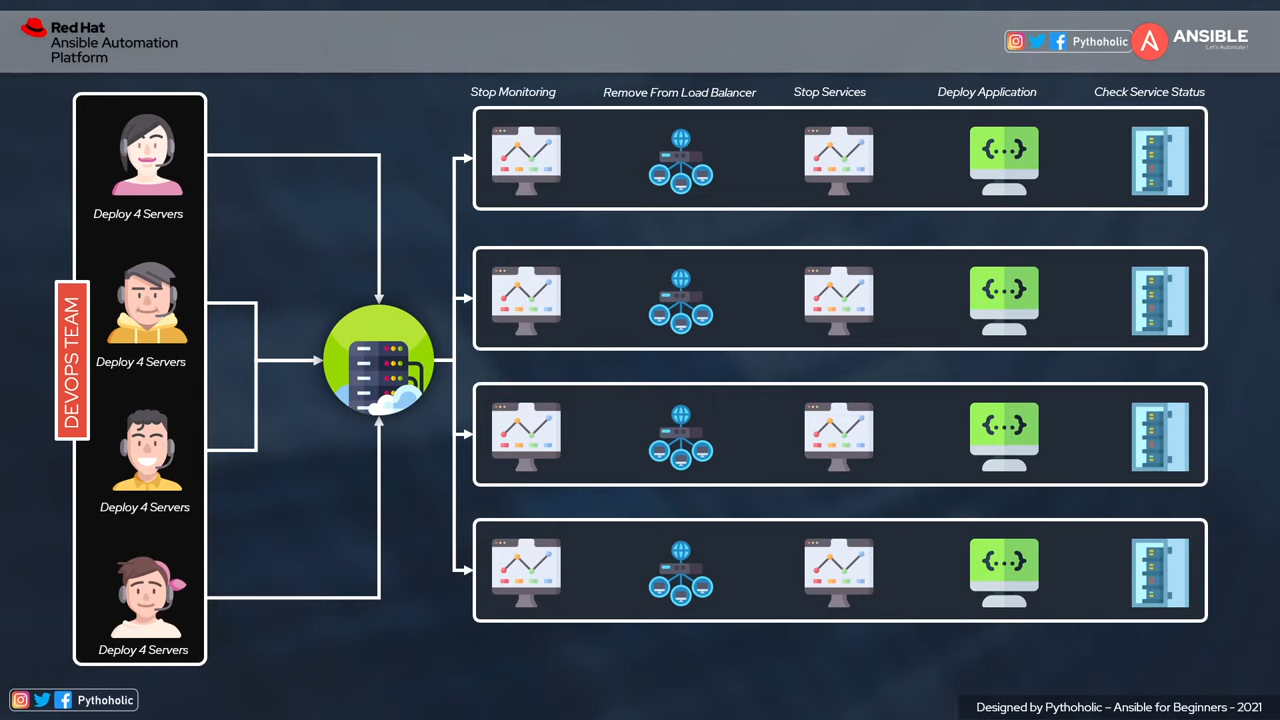 Red Hat
Ansible Automation
Platform
Pythoholic
ANSIBLE
Let's Automate !
Stop Monitoring
Remove From Load Balancer
Stop Services
Deploy Application
Check Service Status
DEVOPS TEAM
Deploy 4 Servers
Deploy 4 Servers
Deploy 4 Servers
Deploy 4 Servers
Pythoholic
Designed by Pythoholic – Ansible for Beginners - 2021